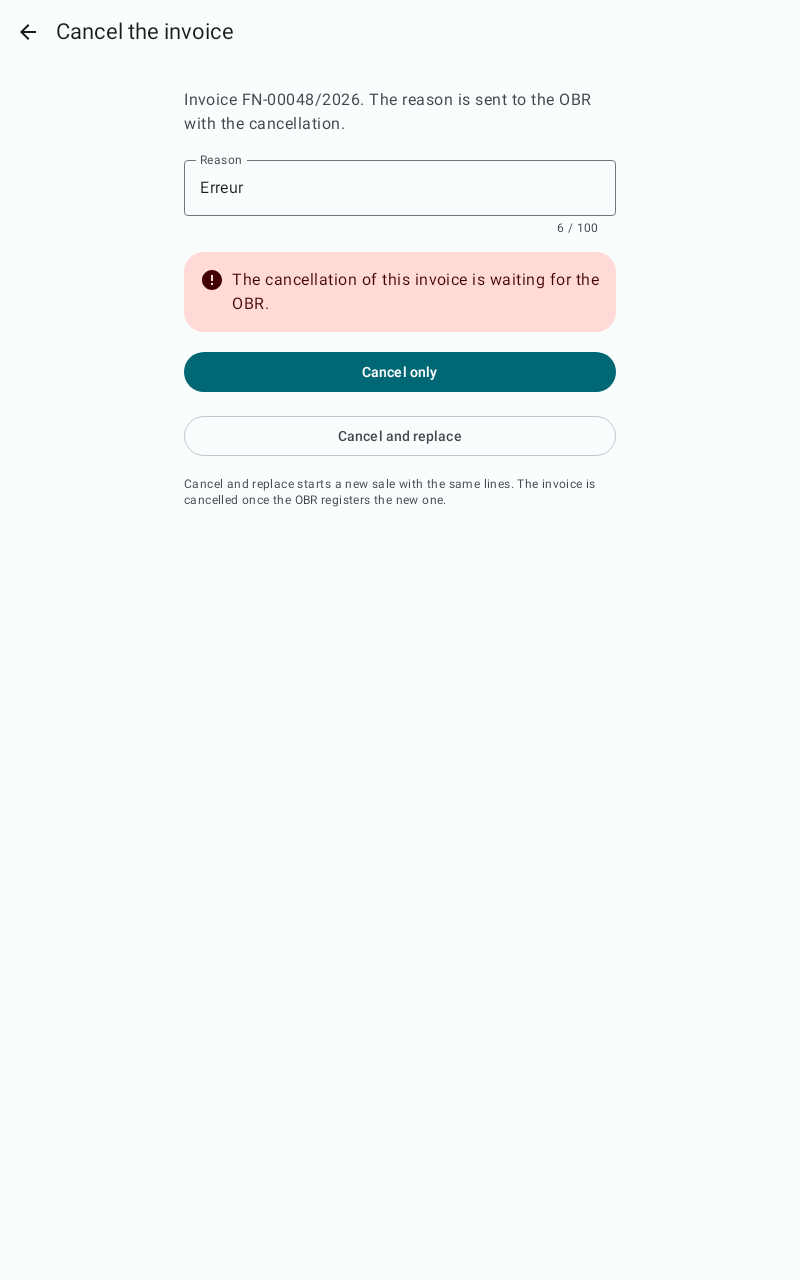 Cancel the invoice
Invoice FN-00048/2026. The reason is sent to the OBR
with the cancellation.
Reason
Erreur
6 / 100
The cancellation of this invoice is waiting for the
OBR.
Cancel only
Cancel and replace
Cancel and replace starts a new sale with the same lines. The invoice is
cancelled once the OBR registers the new one.